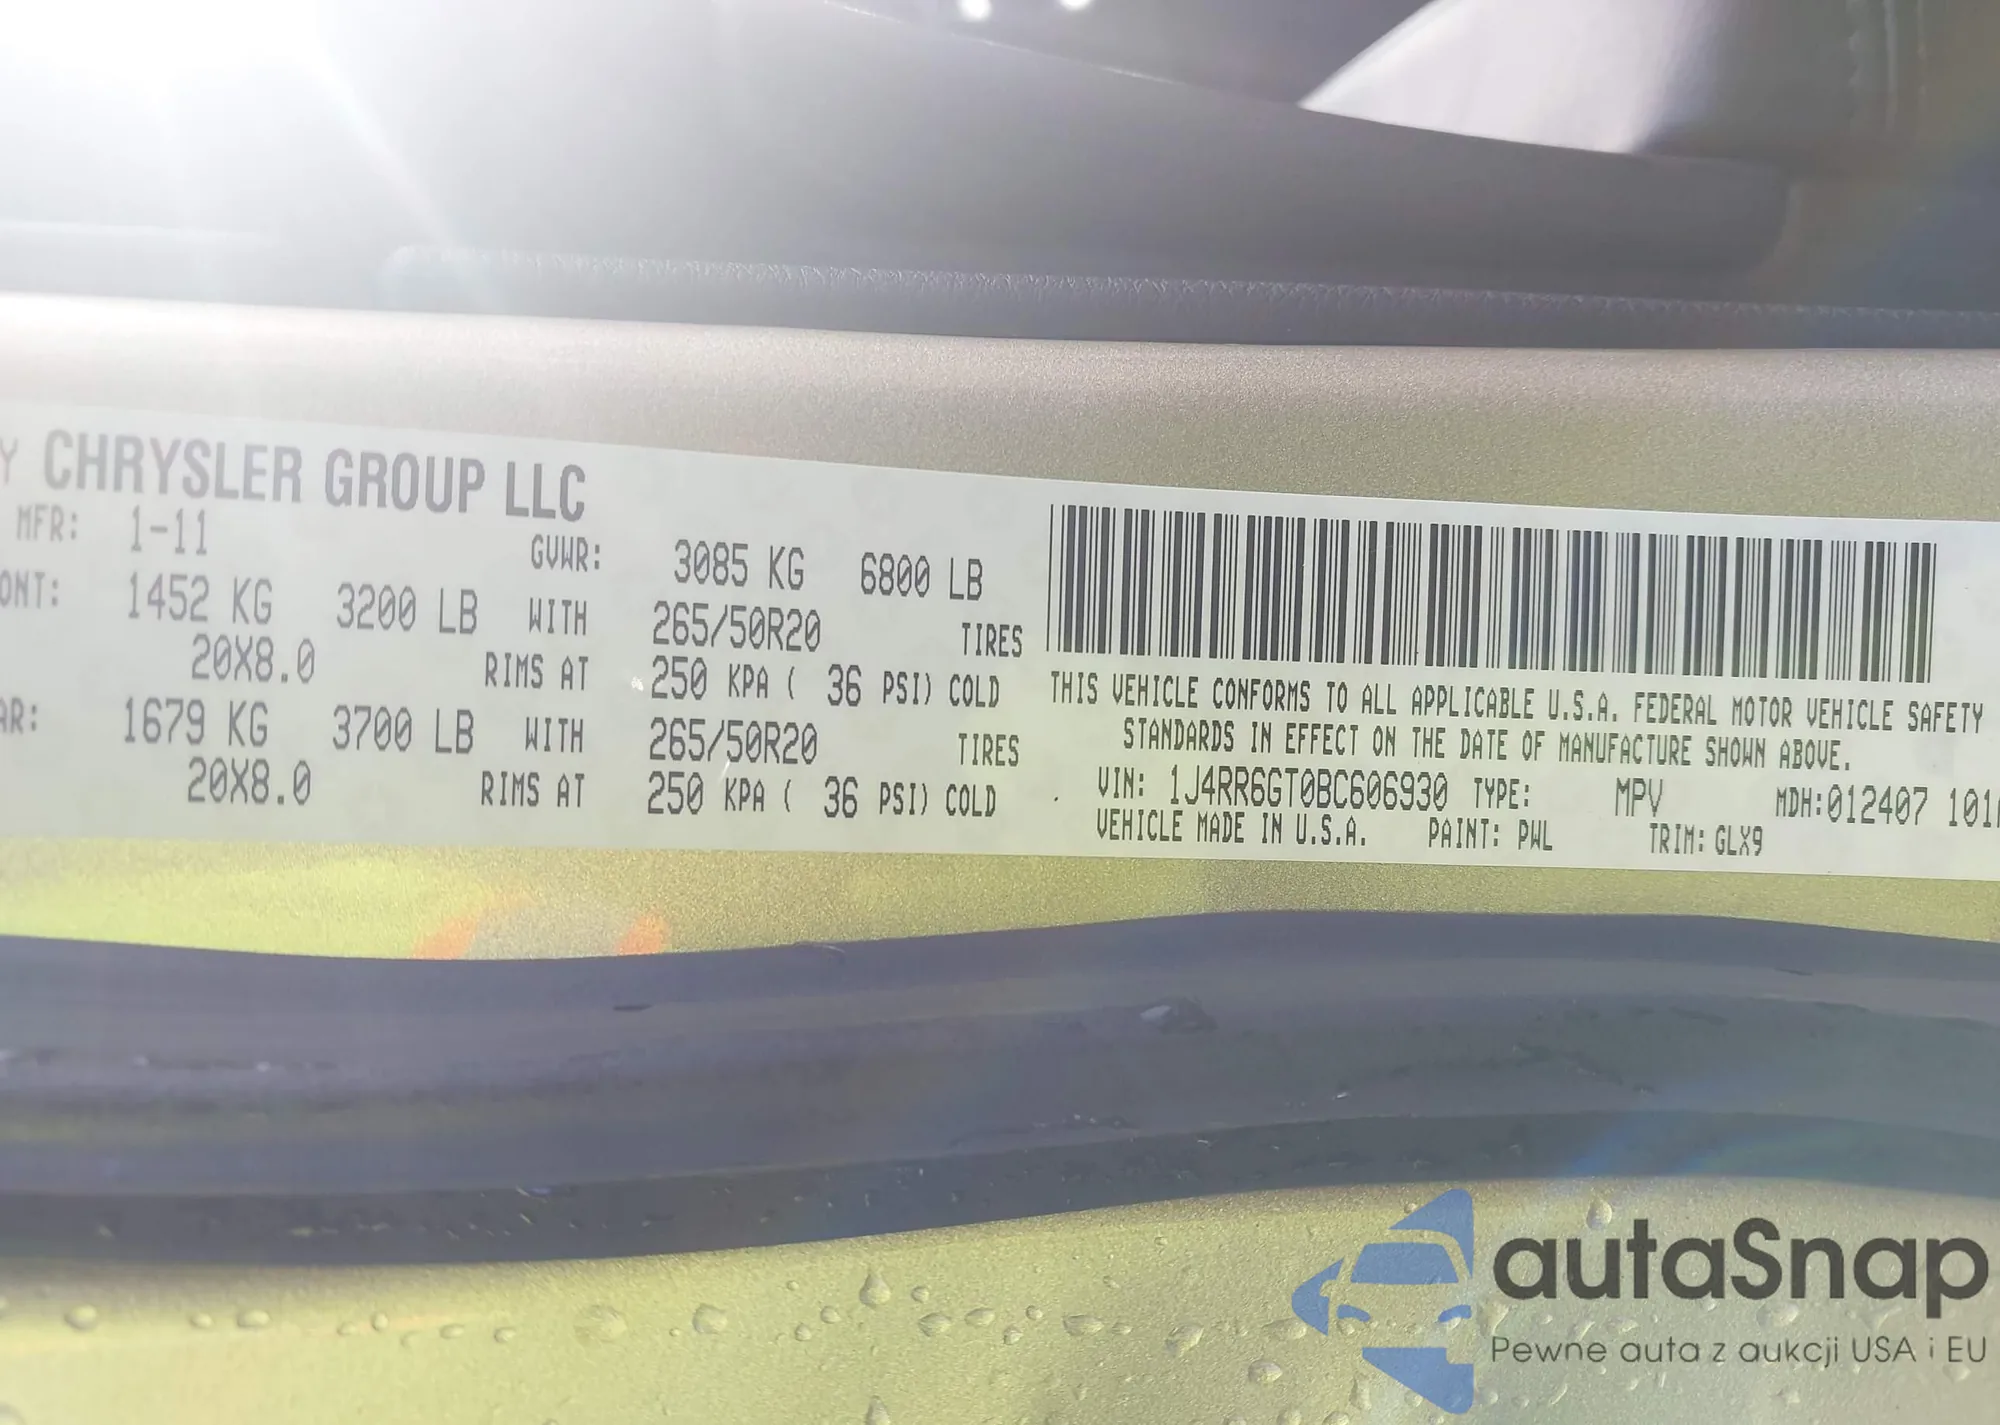 Y CHRYSLER GROUP LLC
MFR: 1-11 GVWR: 3085 KG 6800 LB
ONT: 1452 KG 3200 LB WITH 265/50R20 TIRES
20X8.0 RIMS AT 250 KPA ( 36 PSI) COLD
AR: 1679 KG 3700 LB WITH 265/50R20 TIRES
20X8.0 RIMS AT 250 KPA ( 36 PSI) COLD
THIS VEHICLE CONFORMS TO ALL APPLICABLE U.S.A. FEDERAL MOTOR VEHICLE SAFETY
STANDARDS IN EFFECT ON THE DATE OF MANUFACTURE SHOWN ABOVE.
VIN: 1J4RR6GT0BC606930 TYPE: MPV MDH:012407 101
VEHICLE MADE IN U.S.A. PAINT: PWL TRIM: GLX9
autaSnap
Pewne auta z aukcji USA i EU